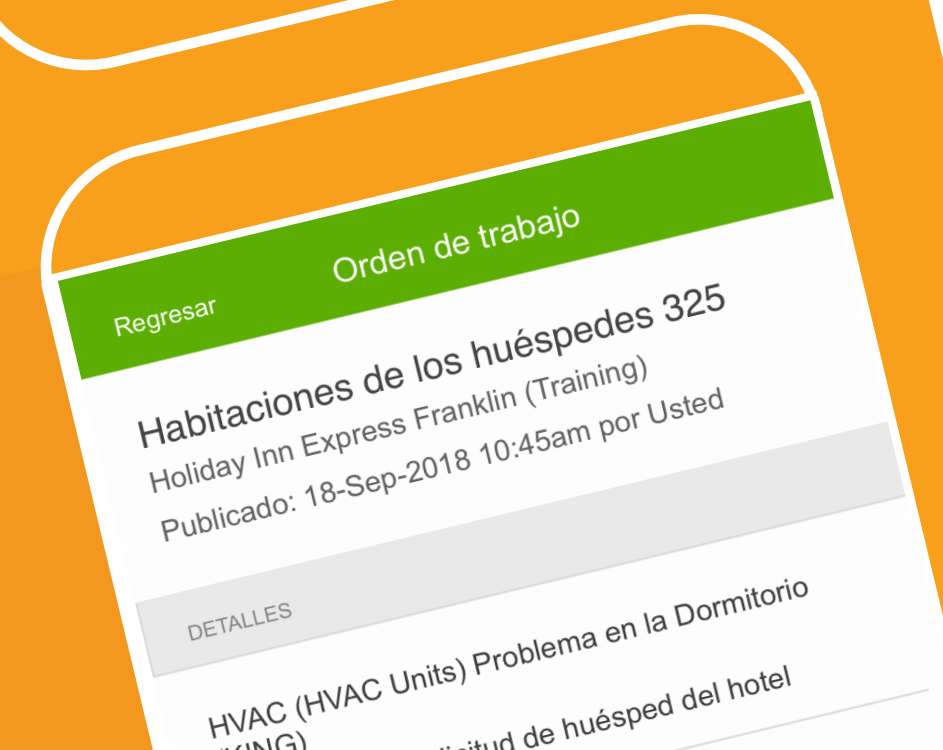 Orden de trabajo
Regresar
Habitaciones de los huéspedes 325
Holiday Inn Express Franklin (Training)
Publicado: 18-Sep-2018 10:45am por Usted
DETALLES
HVAC (HVAC Units) Problema en la Dormitorio
(KING)
de huésped del hotel